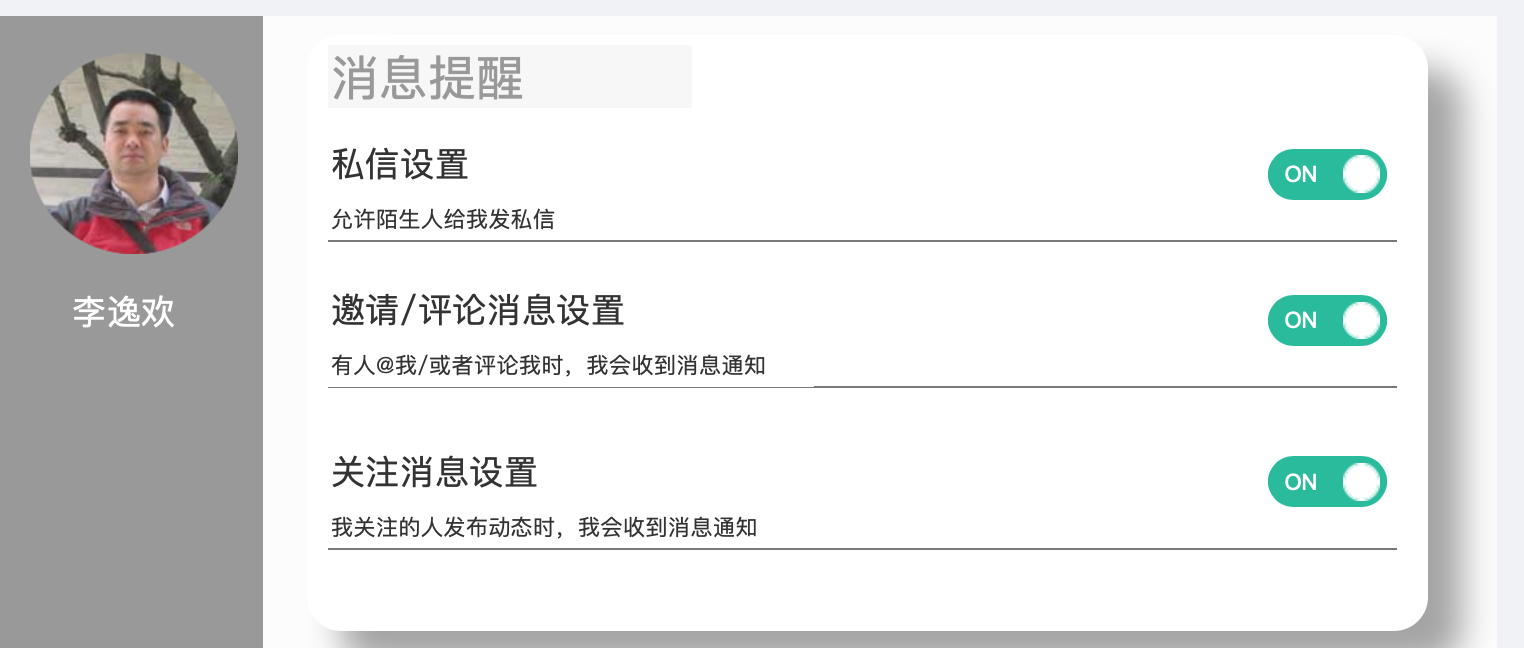 李逸欢
消息提醒
私信设置
ON
允许陌生人给我发私信
邀请/评论消息设置
ON
有人@我/或者评论我时，我会收到消息通知
关注消息设置
ON
我关注的人发布动态时，我会收到消息通知